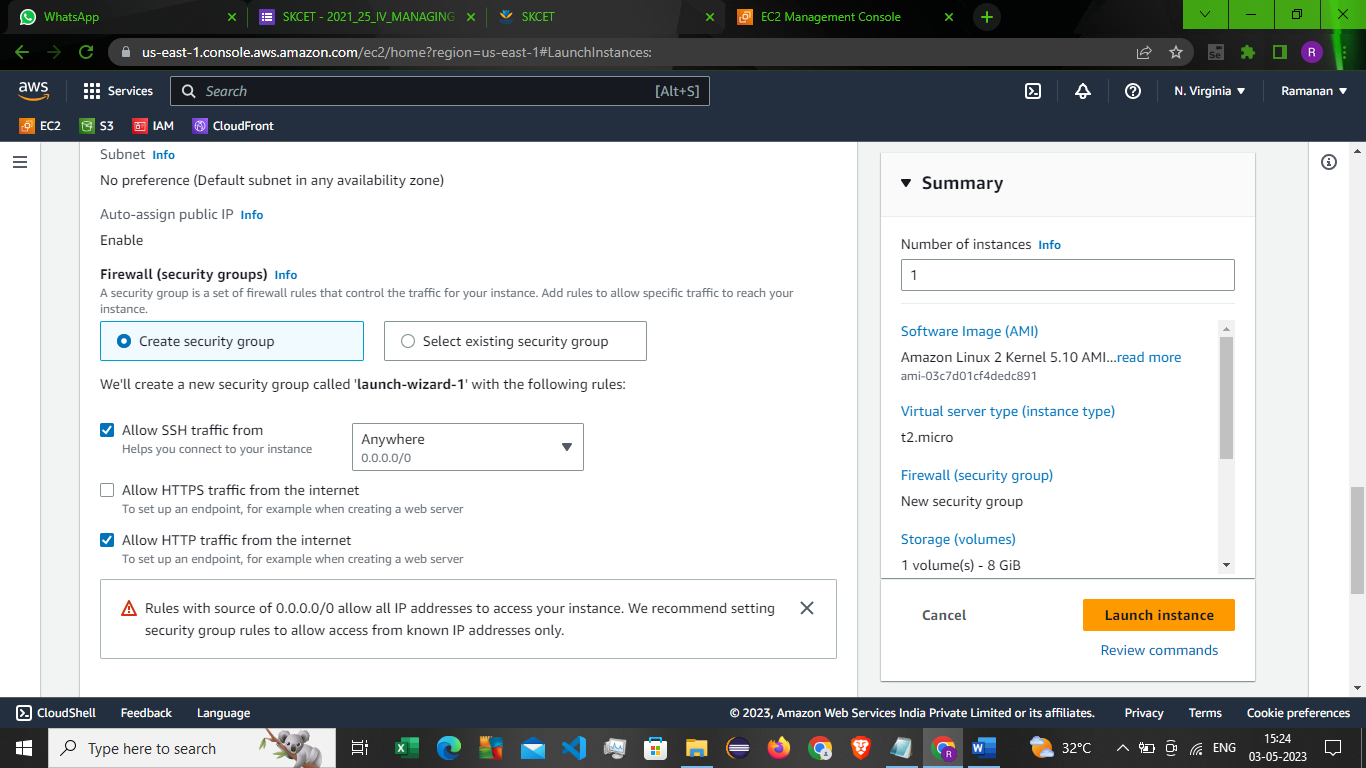 WhatsApp
SKCET - 2021_25_IV_MANAGING
SKCET
EC2 Management Console
us-east-1.console.aws.amazon.com/ec2/home?region=us-east-1#LaunchInstances:
Se
R
aws
Services
Search
[Alt+S]
N. Virginia
Ramanan
EC2
S3
IAM
CloudFront
Subnet Info
No preference (Default subnet in any availability zone)
Auto-assign public IP Info
Enable
Firewall (security groups) Info
A security group is a set of firewall rules that control the traffic for your instance. Add rules to allow specific traffic to reach your
instance.
Create security group
Select existing security group
We'll create a new security group called 'launch-wizard-1' with the following rules:
Allow SSH traffic from
Helps you connect to your instance
Anywhere
0.0.0.0/0
Allow HTTPS traffic from the internet
To set up an endpoint, for example when creating a web server
Allow HTTP traffic from the internet
To set up an endpoint, for example when creating a web server
Rules with source of 0.0.0.0/0 allow all IP addresses to access your instance. We recommend setting
security group rules to allow access from known IP addresses only.
Summary
Number of instances Info
1
Software Image (AMI)
Amazon Linux 2 Kernel 5.10 AMI...read more
ami-03c7d01cf4dedc891
Virtual server type (instance type)
t2.micro
Firewall (security group)
New security group
Storage (volumes)
1 volume(s) - 8 GiB
Cancel
Launch instance
Review commands
CloudShell
Feedback
Language
© 2023, Amazon Web Services India Private Limited or its affiliates.
Privacy
Terms
Cookie preferences
Type here to search
32°C
ENG
15:24
03-05-2023